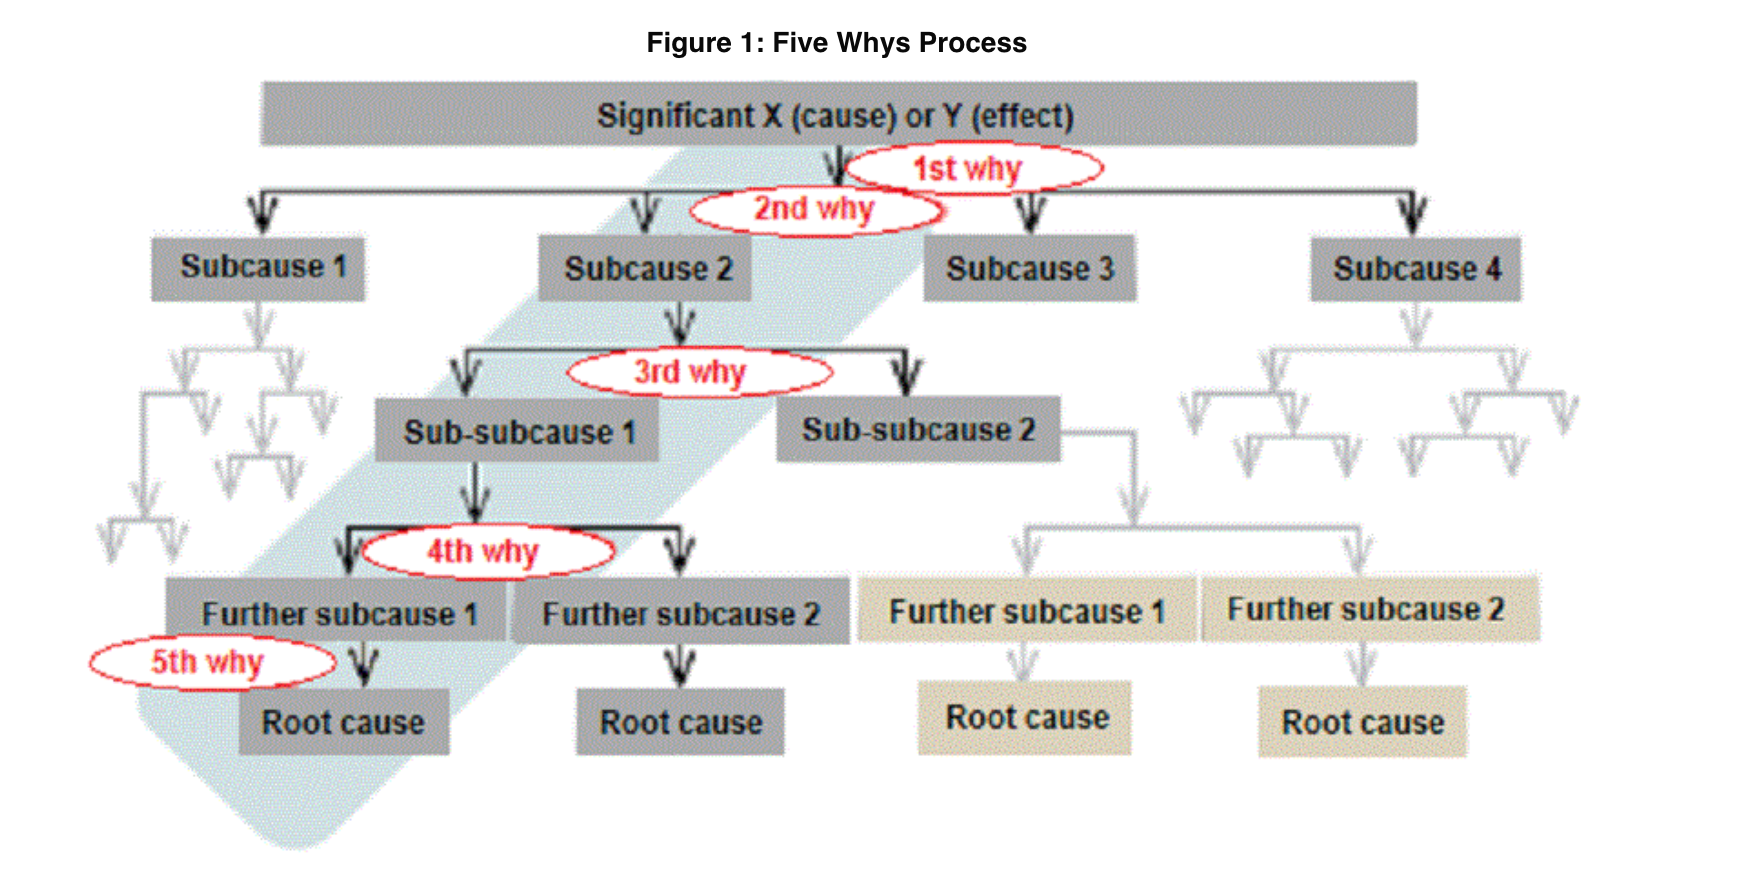 Figure 1: Five Whys Process
Significant X (cause) or Y (effect)
1st why
2nd why
Subcause 1
Subcause 2
Subcause 3
Subcause 4
3rd why
Sub-subcause 1
Sub-subcause 2
4th why
Further subcause 1
Further subcause 2
Further subcause 1
Further subcause 2
5th why
Root cause
Root cause
Root cause
Root cause